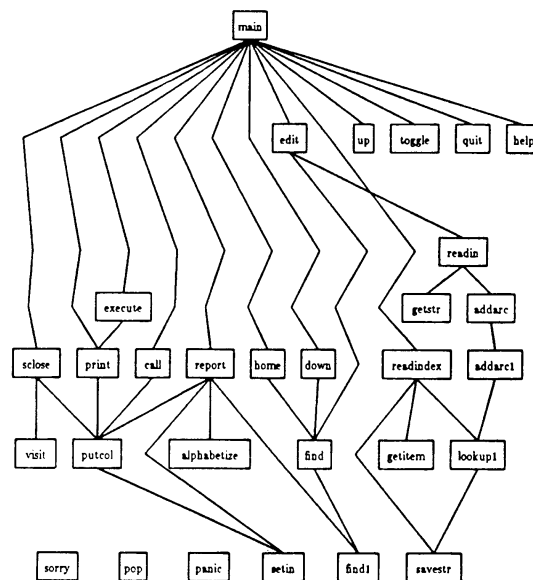 main
edit up toggle quit help
readin
execute getstr addarc
sclose print call report home down readindex addarc1
visit putcol alphabetize find getitem lookup1
sorry pop panic setin find1 savestr